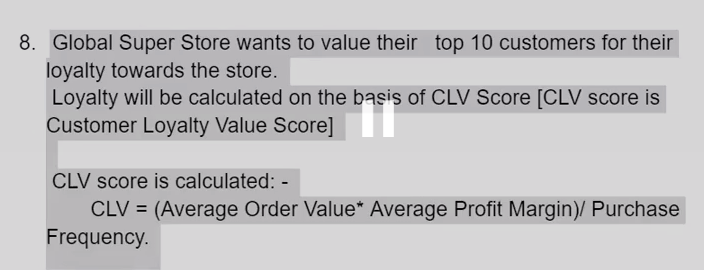 8. Global Super Store wants to value their top 10 customers for their
loyalty towards the store.
Loyalty will be calculated on the basis of CLV Score [CLV score is
Customer Loyalty Value Score]
CLV score is calculated: -
CLV = (Average Order Value* Average Profit Margin)/ Purchase
Frequency.